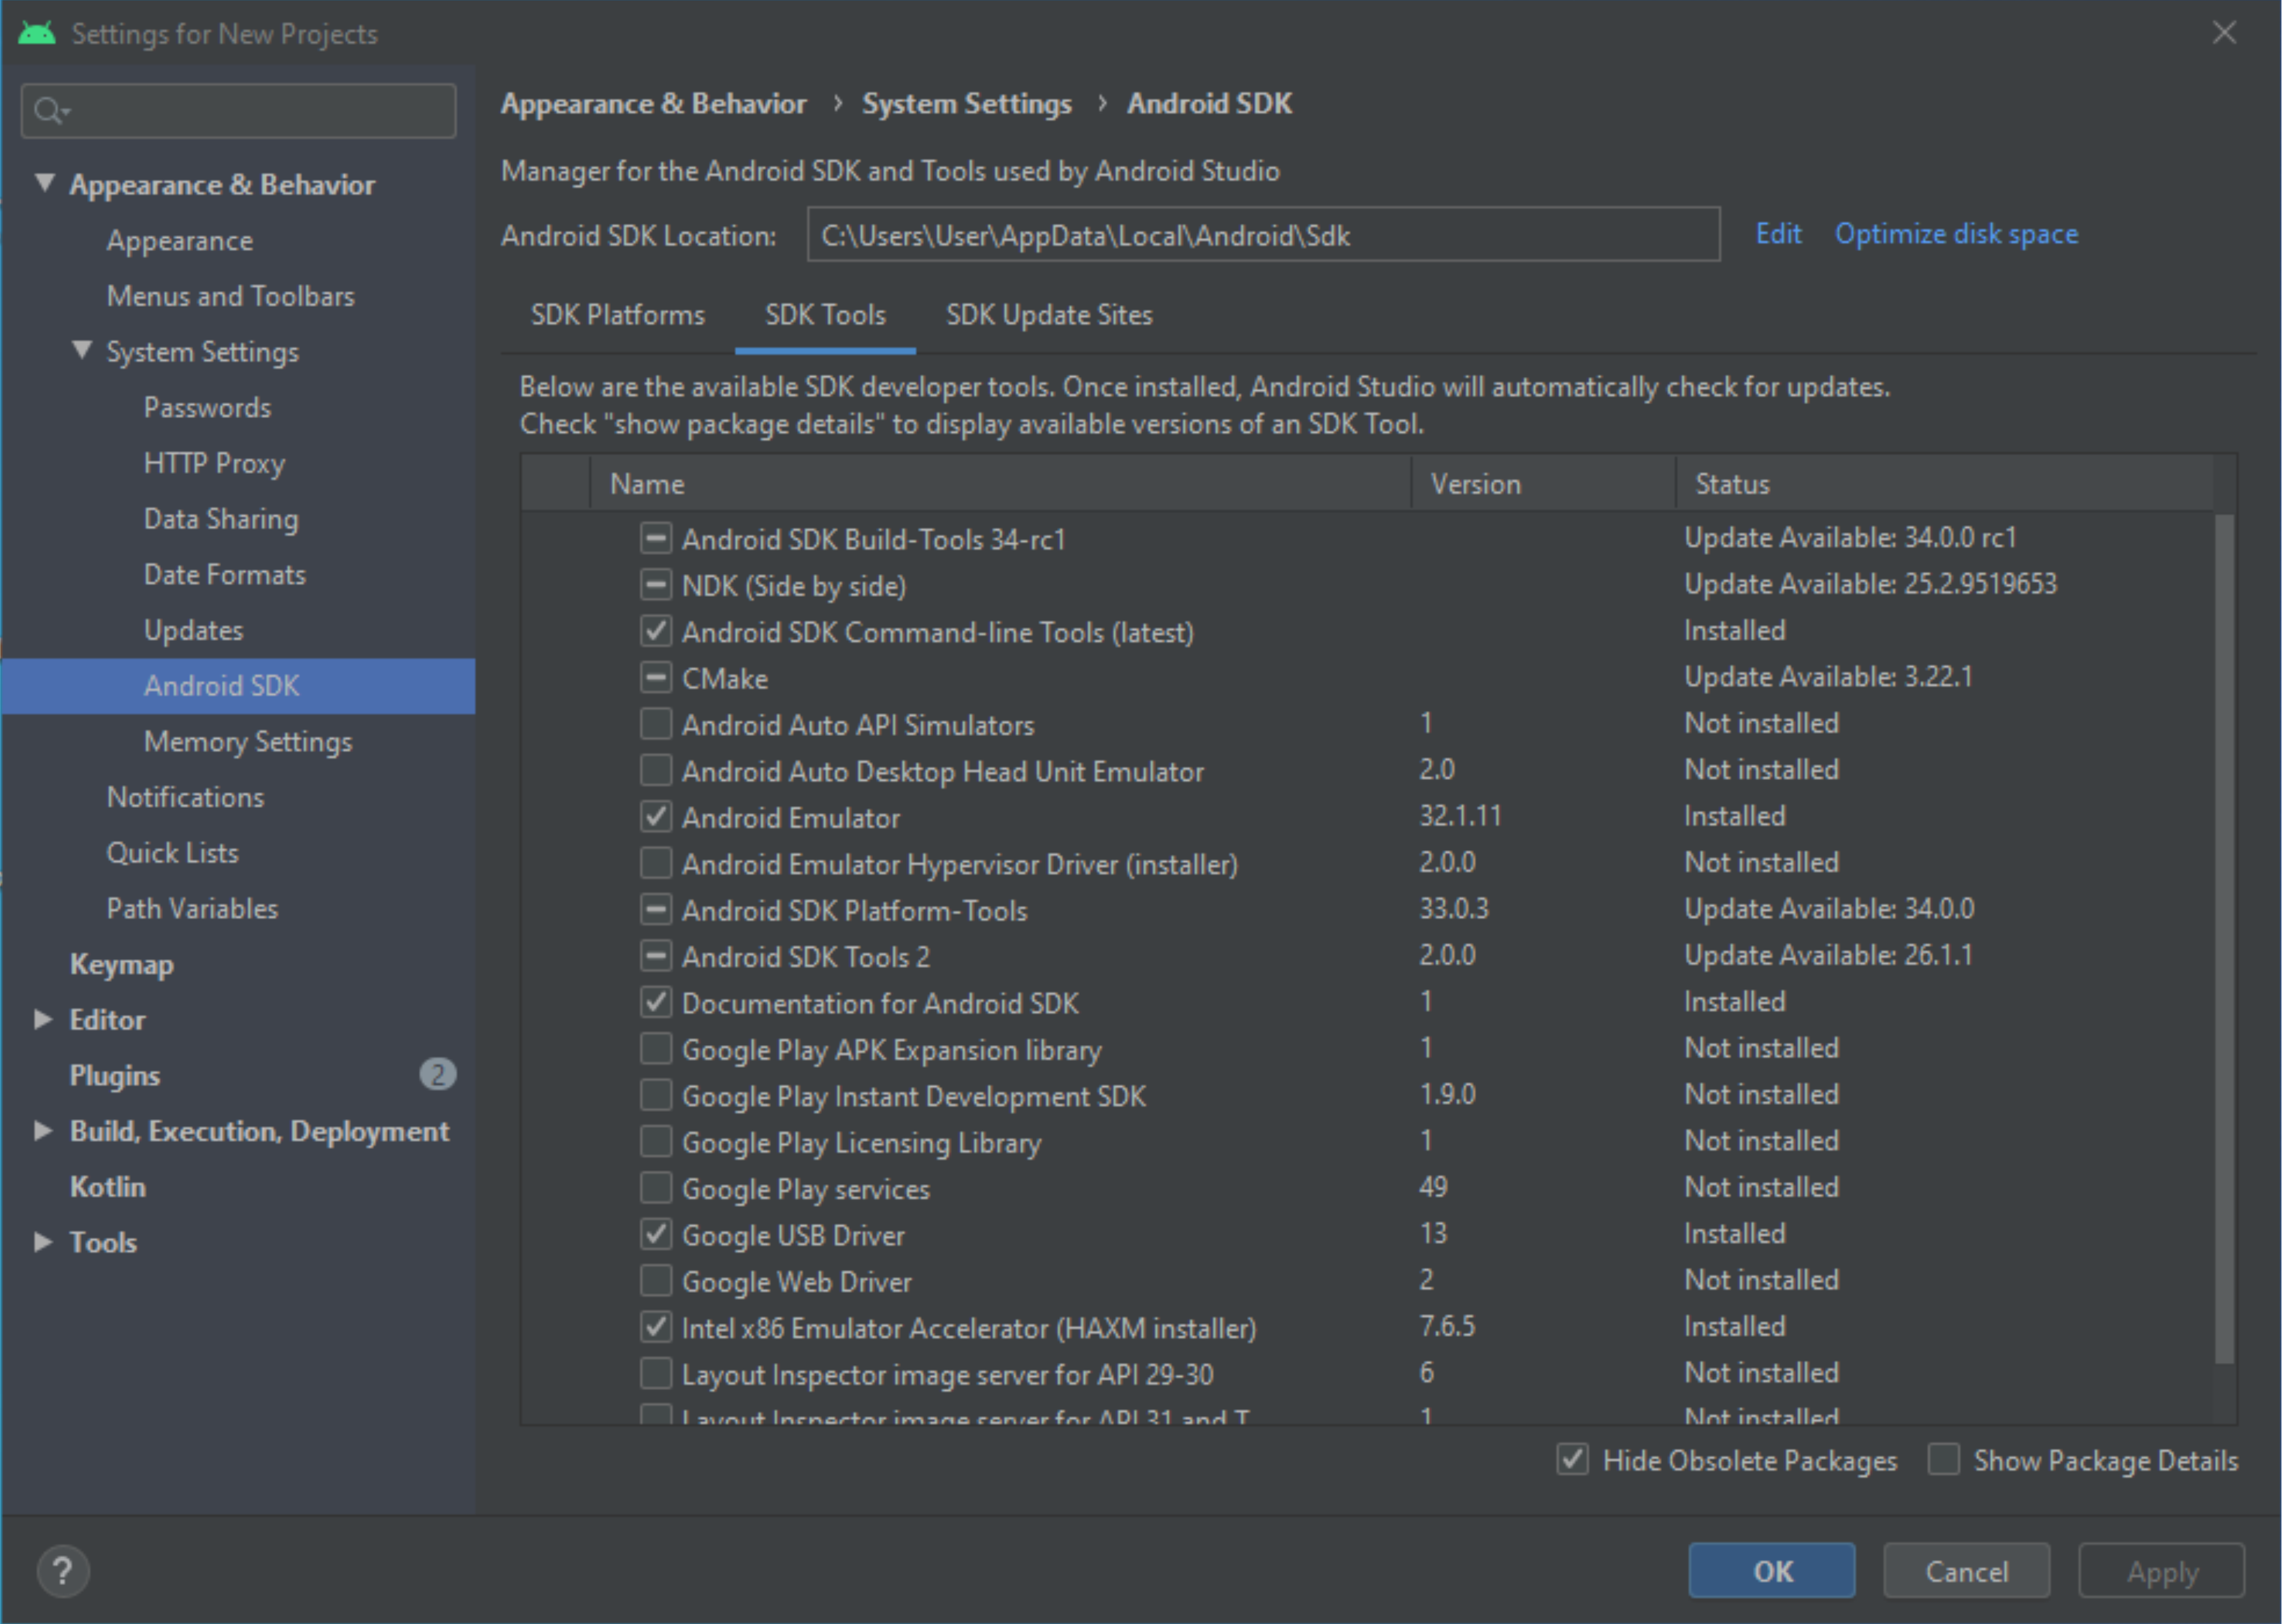 Settings for New Projects
Appearance & Behavior
Appearance
Menus and Toolbars
System Settings
Passwords
HTTP Proxy
Data Sharing
Date Formats
Updates
Android SDK
Memory Settings
Notifications
Quick Lists
Path Variables
Keymap
Editor
Plugins 2
Build, Execution, Deployment
Kotlin
Tools
Appearance & Behavior › System Settings › Android SDK
Manager for the Android SDK and Tools used by Android Studio
Android SDK Location: C:\Users\User\AppData\Local\Android\Sdk Edit Optimize disk space
SDK Platforms SDK Tools SDK Update Sites
Below are the available SDK developer tools. Once installed, Android Studio will automatically check for updates.
Check "show package details" to display available versions of an SDK Tool.
Name Version Status
Android SDK Build-Tools 34-rc1 Update Available: 34.0.0 rc1
NDK (Side by side) Update Available: 25.2.9519653
Android SDK Command-line Tools (latest) Installed
CMake Update Available: 3.22.1
Android Auto API Simulators 1 Not installed
Android Auto Desktop Head Unit Emulator 2.0 Not installed
Android Emulator 32.1.11 Installed
Android Emulator Hypervisor Driver (installer) 2.0.0 Not installed
Android SDK Platform-Tools 33.0.3 Update Available: 34.0.0
Android SDK Tools 2 2.0.0 Update Available: 26.1.1
Documentation for Android SDK 1 Installed
Google Play APK Expansion library 1 Not installed
Google Play Instant Development SDK 1.9.0 Not installed
Google Play Licensing Library 1 Not installed
Google Play services 49 Not installed
Google USB Driver 13 Installed
Google Web Driver 2 Not installed
Intel x86 Emulator Accelerator (HAXM installer) 7.6.5 Installed
Layout Inspector image server for API 29-30 6 Not installed
Layout Inspector image server for API 31 and T 1 Not installed
Hide Obsolete Packages Show Package Details
? OK Cancel Apply